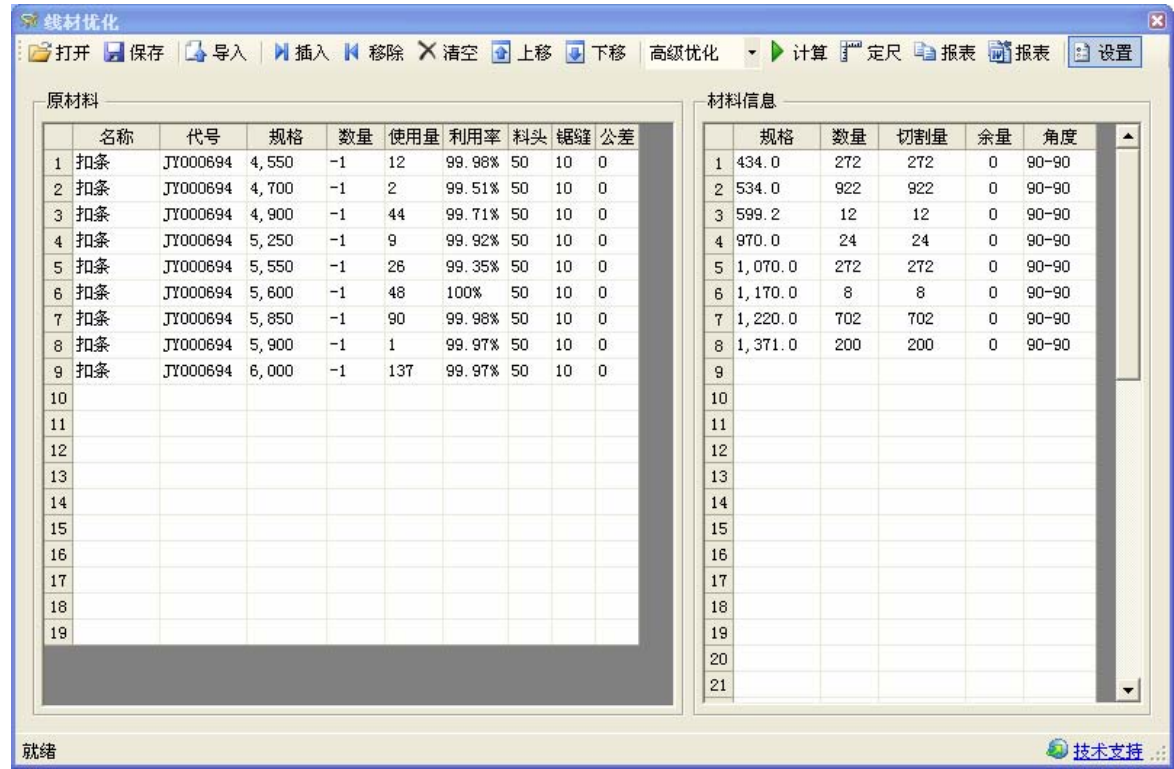 线材优化
打开 保存 导入 插入 移除 清空 上移 下移 高级优化 计算 定尺 报表 报表 设置
原材料
名称 代号 规格 数量 使用量 利用率 料头 锯缝 公差
1 扣条 JY000694 4,550 -1 12 99.98% 50 10 0
2 扣条 JY000694 4,700 -1 2 99.51% 50 10 0
3 扣条 JY000694 4,900 -1 44 99.71% 50 10 0
4 扣条 JY000694 5,250 -1 9 99.92% 50 10 0
5 扣条 JY000694 5,550 -1 26 99.35% 50 10 0
6 扣条 JY000694 5,600 -1 48 100% 50 10 0
7 扣条 JY000694 5,850 -1 90 99.98% 50 10 0
8 扣条 JY000694 5,900 -1 1 99.97% 50 10 0
9 扣条 JY000694 6,000 -1 137 99.97% 50 10 0
10
11
12
13
14
15
16
17
18
19
材料信息
规格 数量 切割量 余量 角度
1 434.0 272 272 0 90-90
2 534.0 922 922 0 90-90
3 599.2 12 12 0 90-90
4 970.0 24 24 0 90-90
5 1,070.0 272 272 0 90-90
6 1,170.0 8 8 0 90-90
7 1,220.0 702 702 0 90-90
8 1,371.0 200 200 0 90-90
9
10
11
12
13
14
15
16
17
18
19
20
21
就绪
技术支持